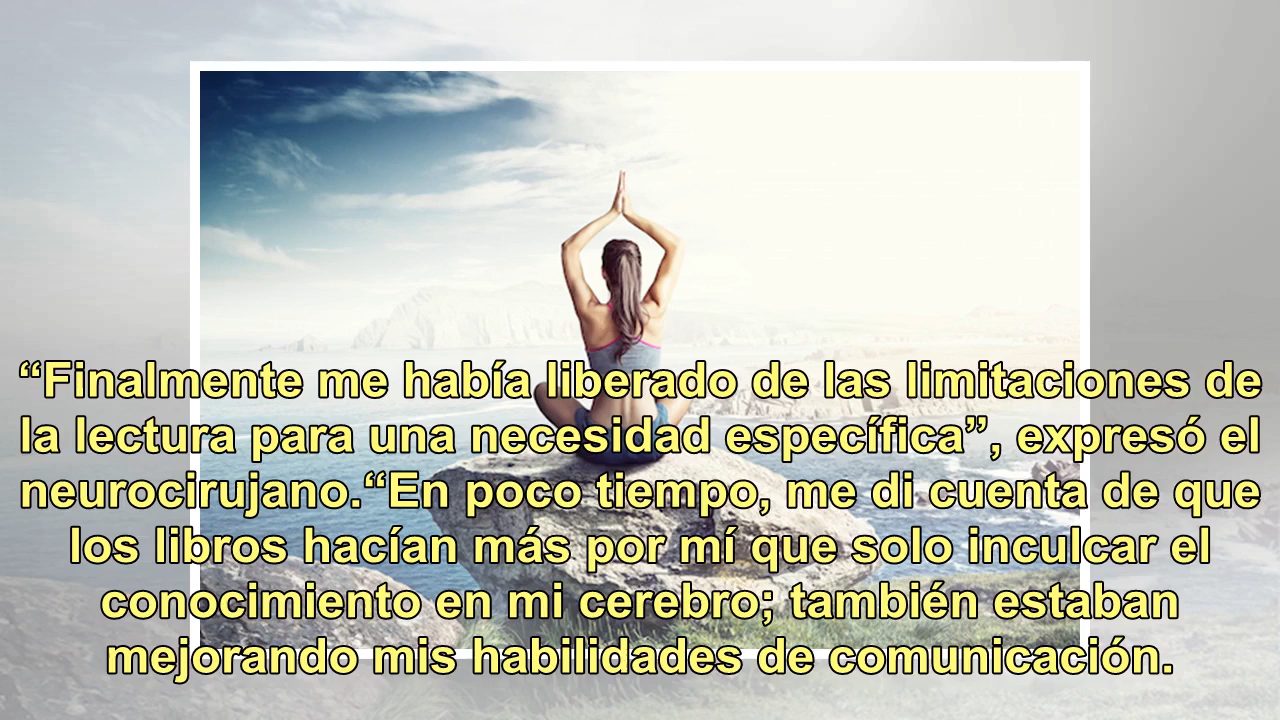 “Finalmente me había liberado de las limitaciones de
la lectura para una necesidad específica”, expresó el
neurocirujano.“En poco tiempo, me di cuenta de que
los libros hacían más por mí que solo inculcar el
conocimiento en mi cerebro; también estaban
mejorando mis habilidades de comunicación.